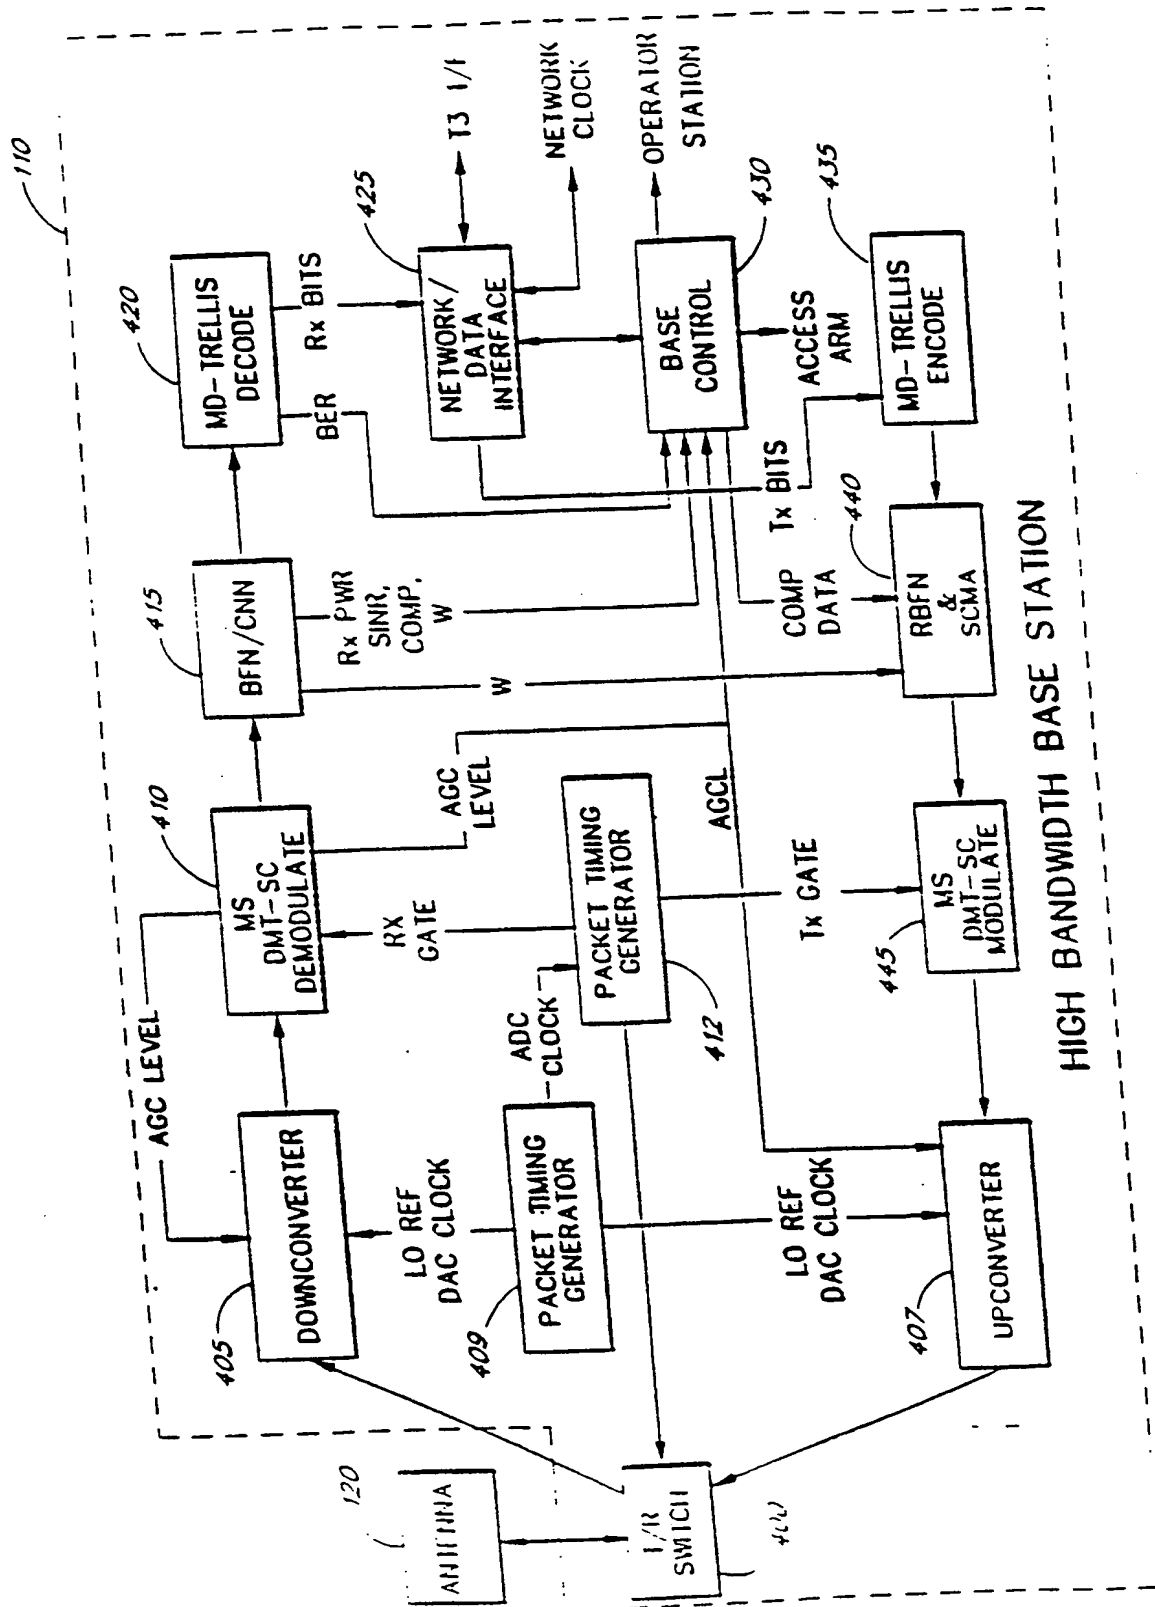 110
120
ANTENNA
T/R
SWITCH
400
405
DOWNCONVERTER
AGC LEVEL
410
MS
DMT-SC
DEMODULATE
415
BFN/CNN
420
MD-TRELLIS
DECODE
LO REF
DAC CLOCK
RX
GATE
AGC
LEVEL
W
Rx PWR
SINR,
COMP,
W
BER
Rx BITS
409
PACKET TIMING
GENERATOR
ADC
CLOCK
PACKET TIMING
GENERATOR
412
425
NETWORK/
DATA
INTERFACE
T3 I/F
NETWORK
CLOCK
AGCL
BASE
CONTROL
430
OPERATOR
STATION
LO REF
DAC CLOCK
Tx GATE
COMP
DATA
Tx BITS
ACCESS
ARM
407
UPCONVERTER
445
MS
DMT-SC
MODULATE
440
RBFN
&
SCMA
435
MD-TRELLIS
ENCODE
HIGH BANDWIDTH BASE STATION